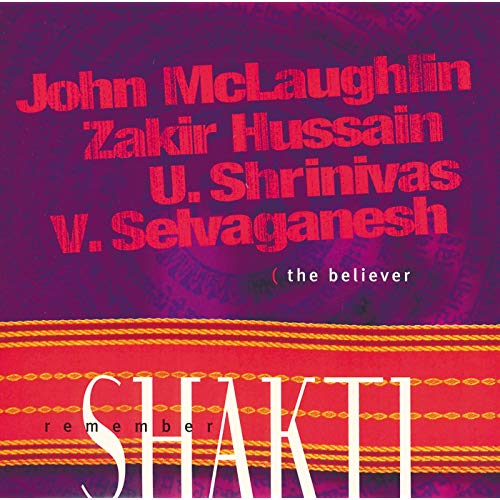 John McLaughlin
Zakir Hussain
U. Shrinivas
V. Selvaganesh
( the believer
remember
SHAKTI